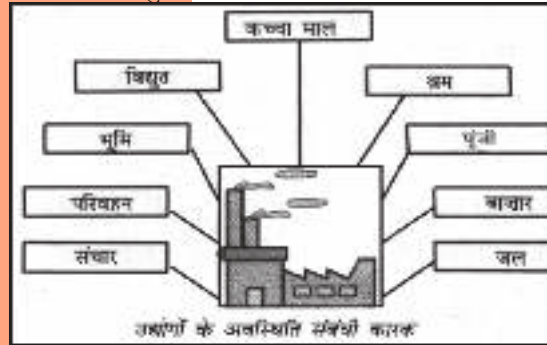 कच्चा माल
विद्युत
श्रम
भूमि
पूंजी
परिवहन
बाज़ार
संचार
जल
उद्योगों के अवस्थिति संबंधी कारक